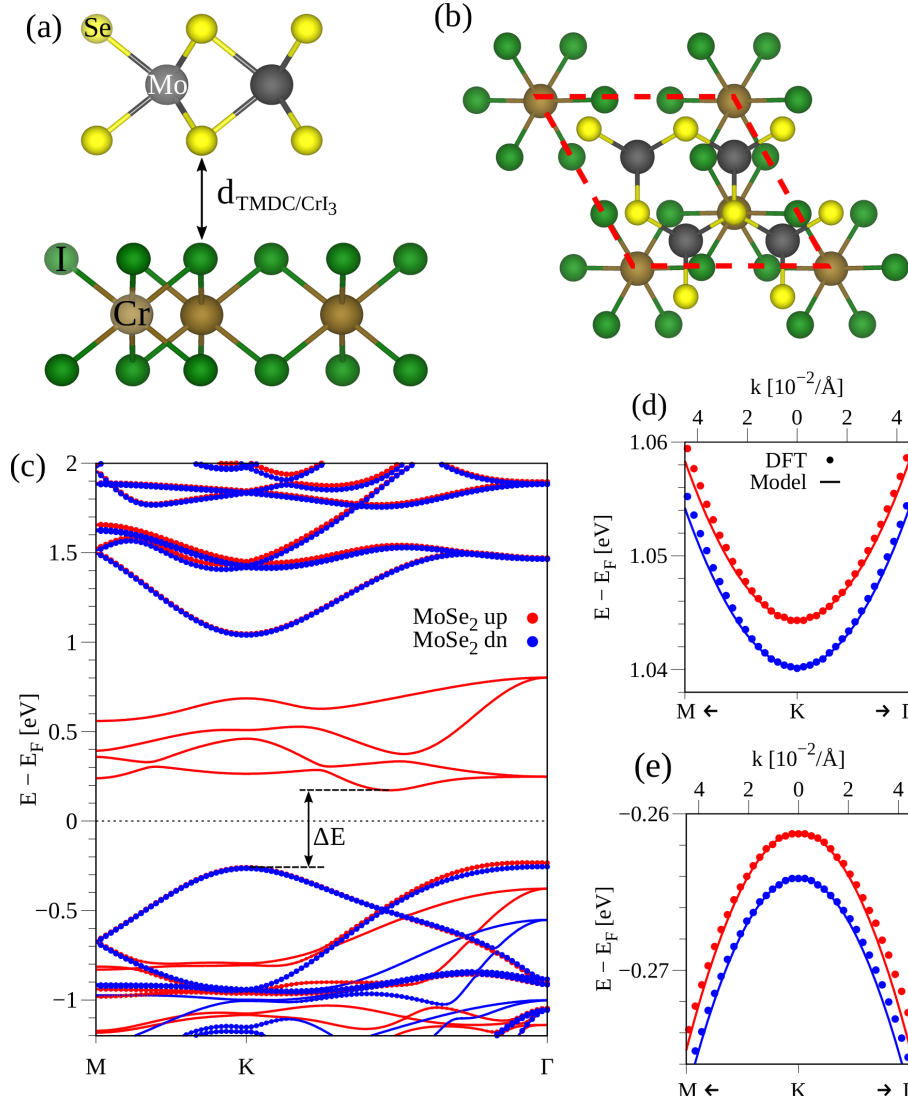 (a)
Se
Mo
d TMDC/CrI₃
I
Cr
(b)
(c)
2
1.5
1
0.5
0
−0.5
−1
E − E_F [eV]
MoSe₂ up
MoSe₂ dn
ΔE
M K Γ
(d)
k [10⁻²/Å]
4 2 0 2 4
1.06
1.05
1.04
E − E_F [eV]
DFT
Model
M ← K → Γ
(e)
k [10⁻²/Å]
4 2 0 2 4
−0.26
−0.27
E − E_F [eV]
M ← K → Γ